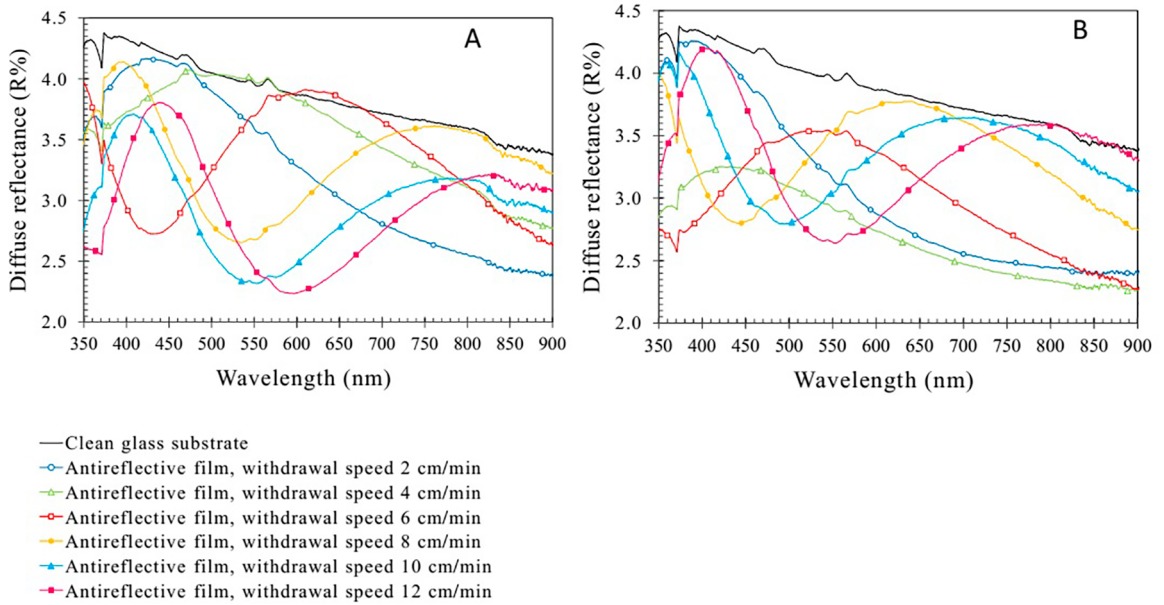 A
B
Diffuse reflectance (R%)
4.5
4.0
3.5
3.0
2.5
2.0
350 400 450 500 550 600 650 700 750 800 850 900
Wavelength (nm)
Diffuse reflectance (R%)
4.5
4.0
3.5
3.0
2.5
2.0
350 400 450 500 550 600 650 700 750 800 850 900
Wavelength (nm)
Clean glass substrate
Antireflective film, withdrawal speed 2 cm/min
Antireflective film, withdrawal speed 4 cm/min
Antireflective film, withdrawal speed 6 cm/min
Antireflective film, withdrawal speed 8 cm/min
Antireflective film, withdrawal speed 10 cm/min
Antireflective film, withdrawal speed 12 cm/min